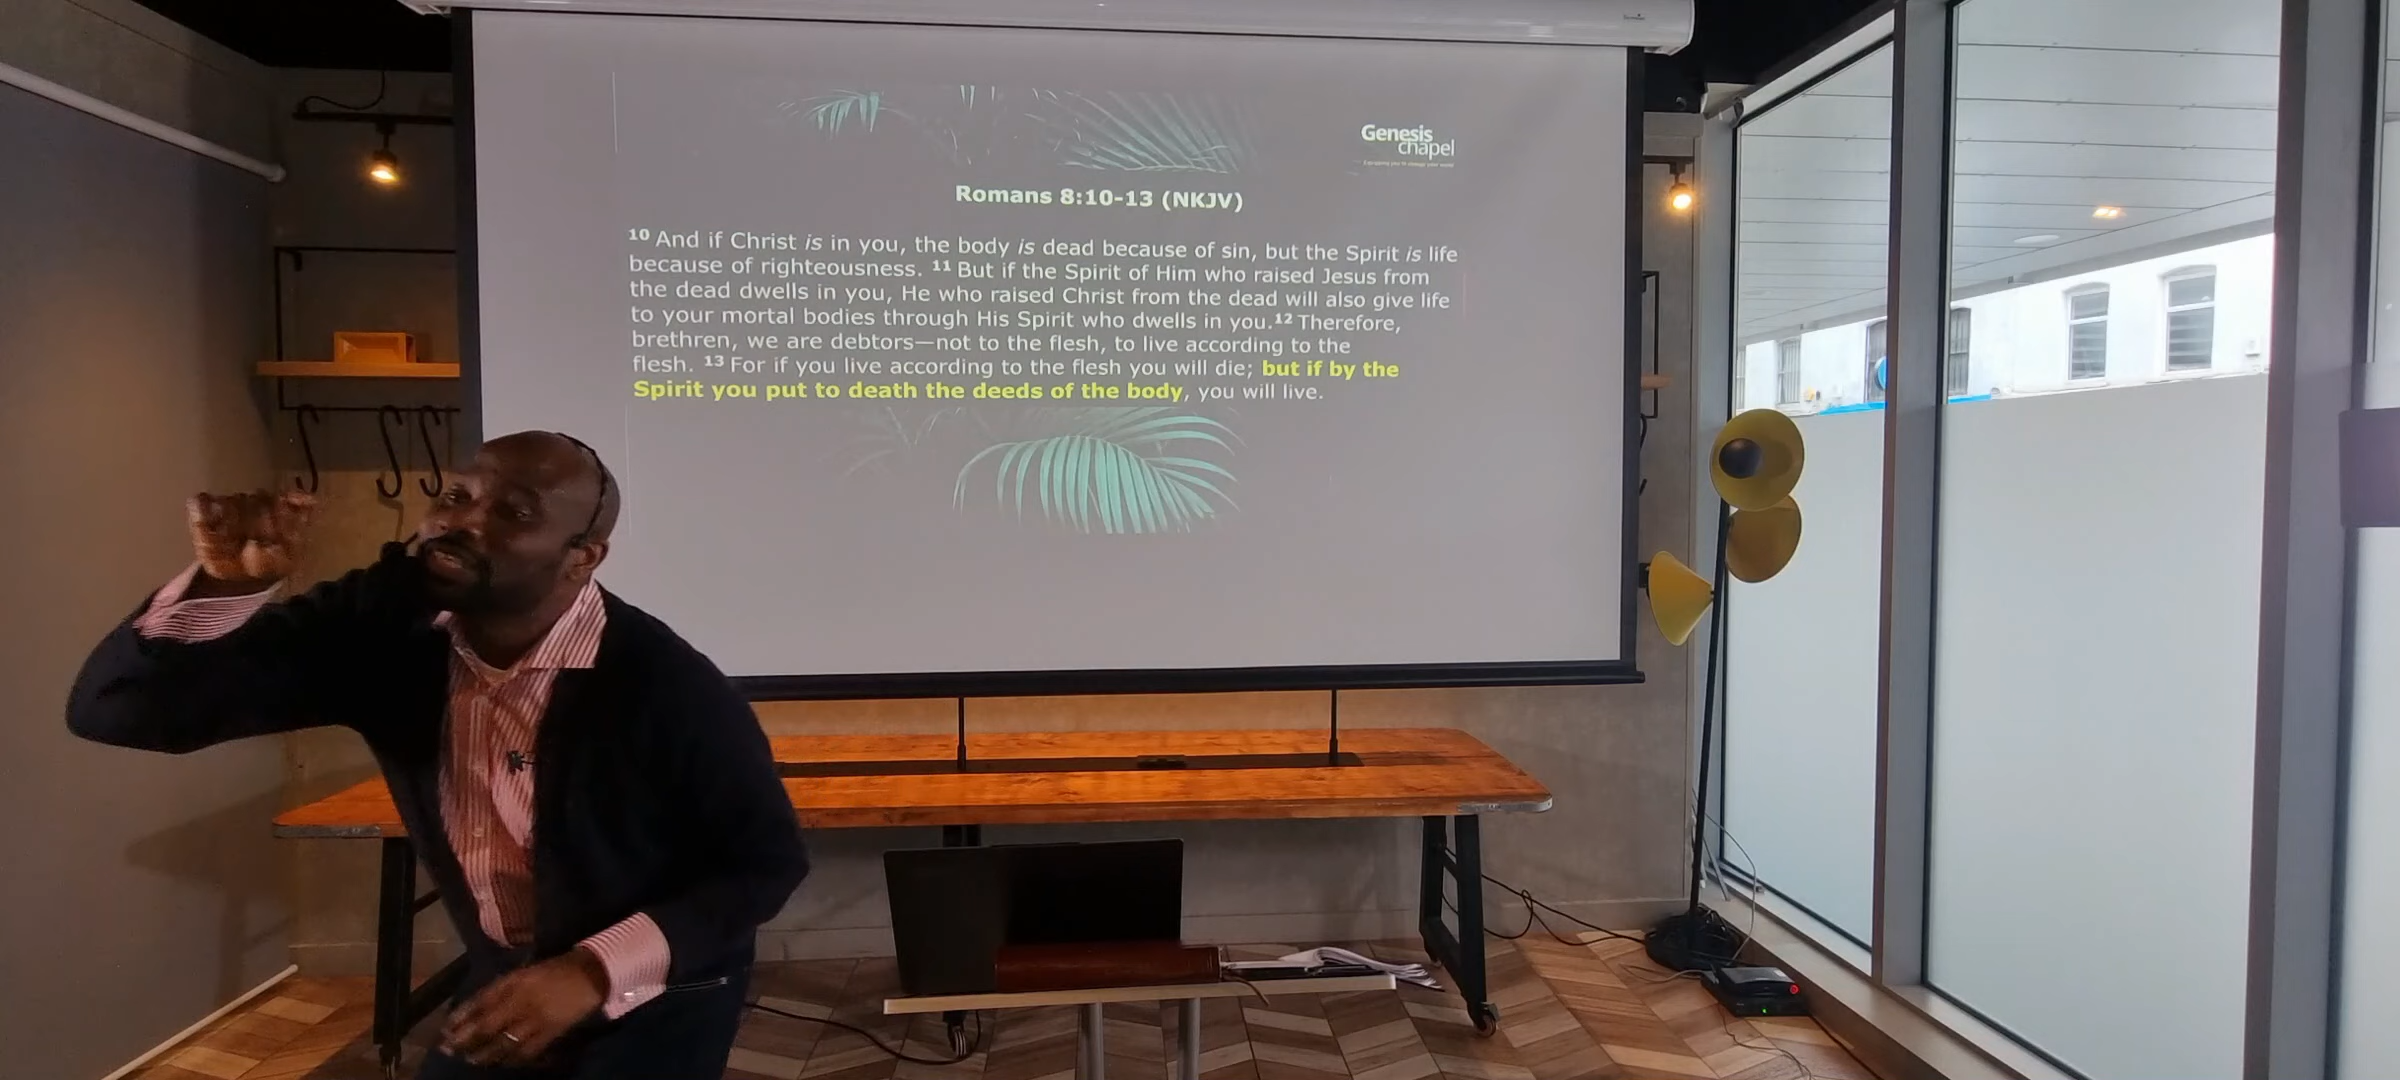 Genesis
chapel
Romans 8:10-13 (NKJV)
10 And if Christ is in you, the body is dead because of sin, but the Spirit is life
because of righteousness. 11 But if the Spirit of Him who raised Jesus from
the dead dwells in you, He who raised Christ from the dead will also give life
to your mortal bodies through His Spirit who dwells in you.12 Therefore,
brethren, we are debtors—not to the flesh, to live according to the
flesh. 13 For if you live according to the flesh you will die; but if by the
Spirit you put to death the deeds of the body, you will live.